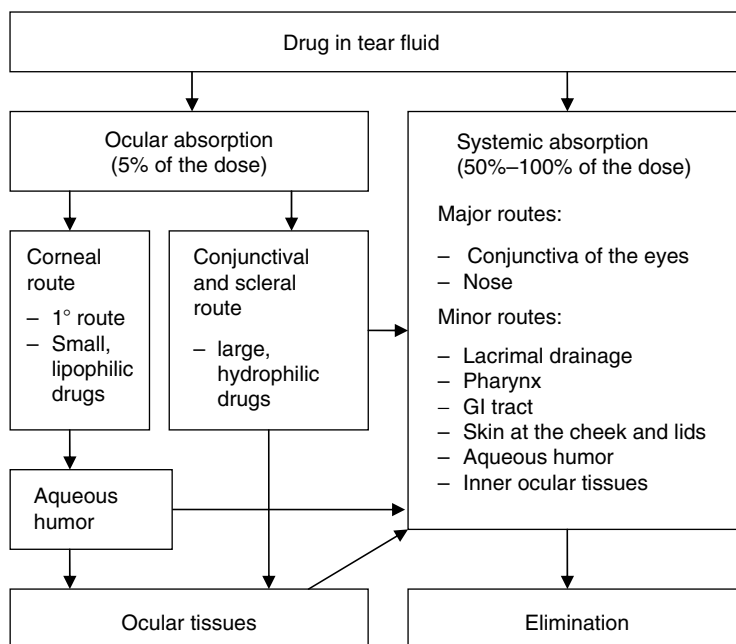 Drug in tear fluid
Ocular absorption
(5% of the dose)
Corneal
route
– 1° route
– Small,
lipophilic
drugs
Conjunctival
and scleral
route
– large,
hydrophilic
drugs
Aqueous
humor
Ocular tissues
Systemic absorption
(50%–100% of the dose)
Major routes:
– Conjunctiva of the eyes
– Nose
Minor routes:
– Lacrimal drainage
– Pharynx
– GI tract
– Skin at the cheek and lids
– Aqueous humor
– Inner ocular tissues
Elimination